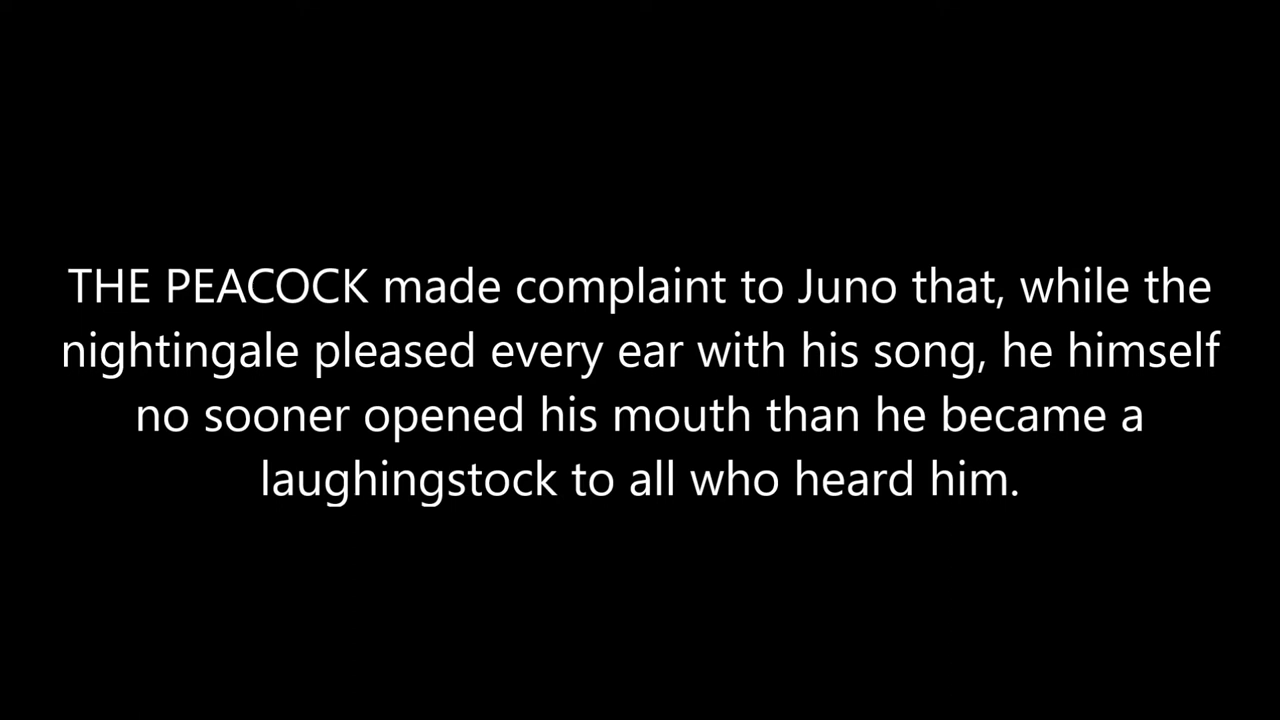 THE PEACOCK made complaint to Juno that, while the
nightingale pleased every ear with his song, he himself
no sooner opened his mouth than he became a
laughingstock to all who heard him.